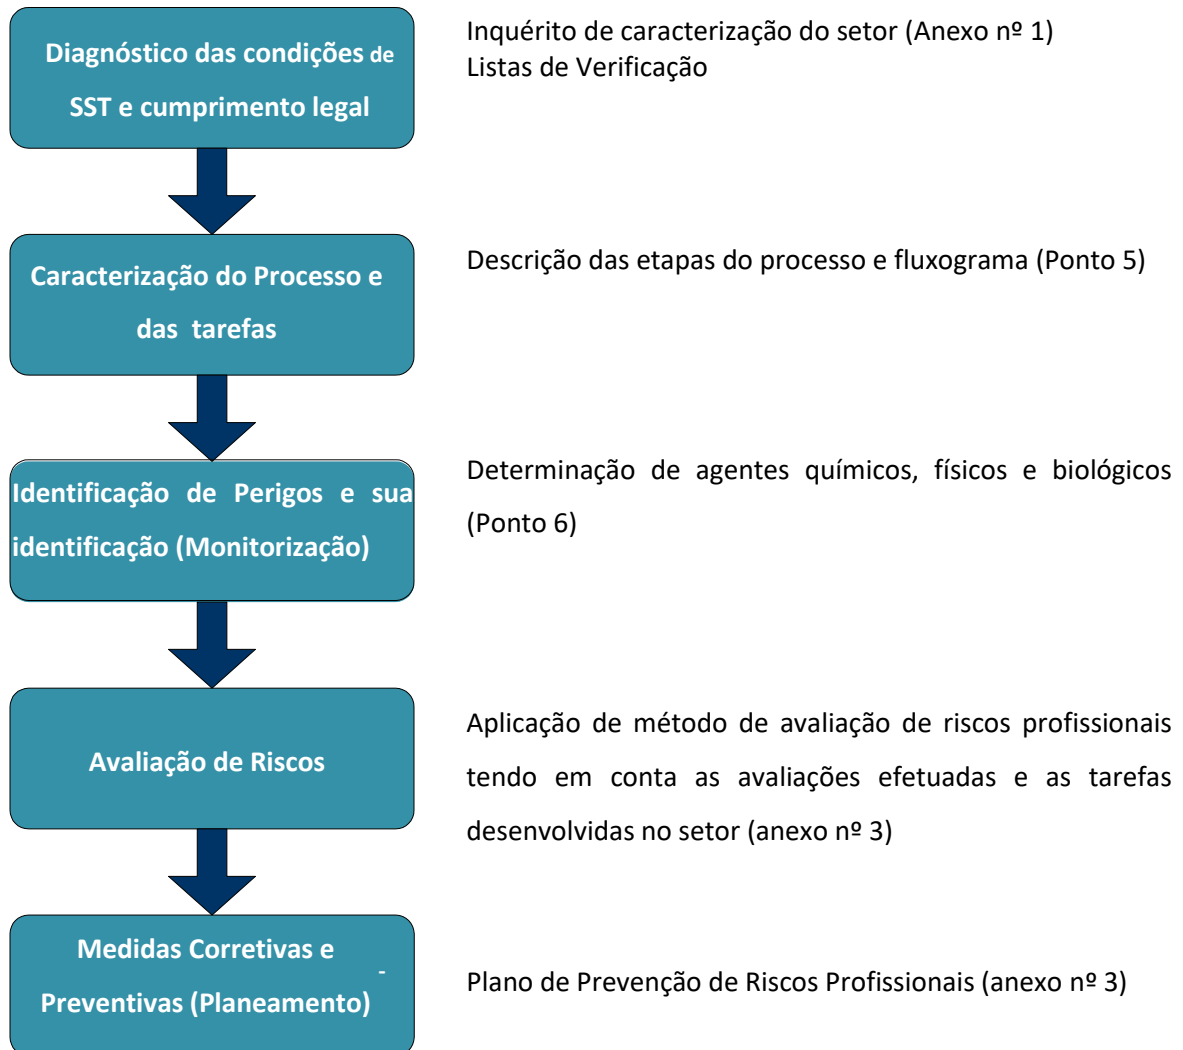 Diagnóstico das condições de
SST e cumprimento legal
Inquérito de caracterização do setor (Anexo nº 1)
Listas de Verificação
Caracterização do Processo e
das tarefas
Descrição das etapas do processo e fluxograma (Ponto 5)
Identificação de Perigos e sua
identificação (Monitorização)
Determinação de agentes químicos, físicos e biológicos
(Ponto 6)
Avaliação de Riscos
Aplicação de método de avaliação de riscos profissionais
tendo em conta as avaliações efetuadas e as tarefas
desenvolvidas no setor (anexo nº 3)
Medidas Corretivas e
-
Preventivas (Planeamento)
Plano de Prevenção de Riscos Profissionais (anexo nº 3)